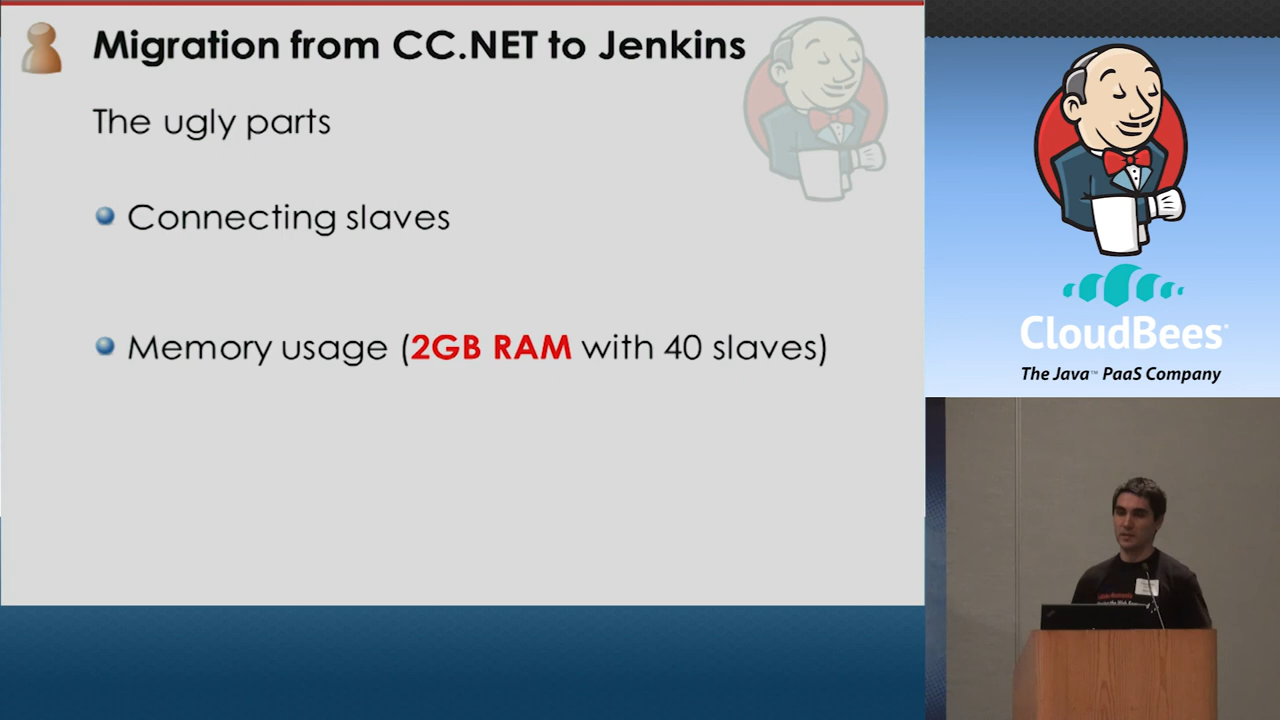 Migration from CC.NET to Jenkins
The ugly parts
Connecting slaves
Memory usage (2GB RAM with 40 slaves)
CloudBees
The Java™ PaaS Company